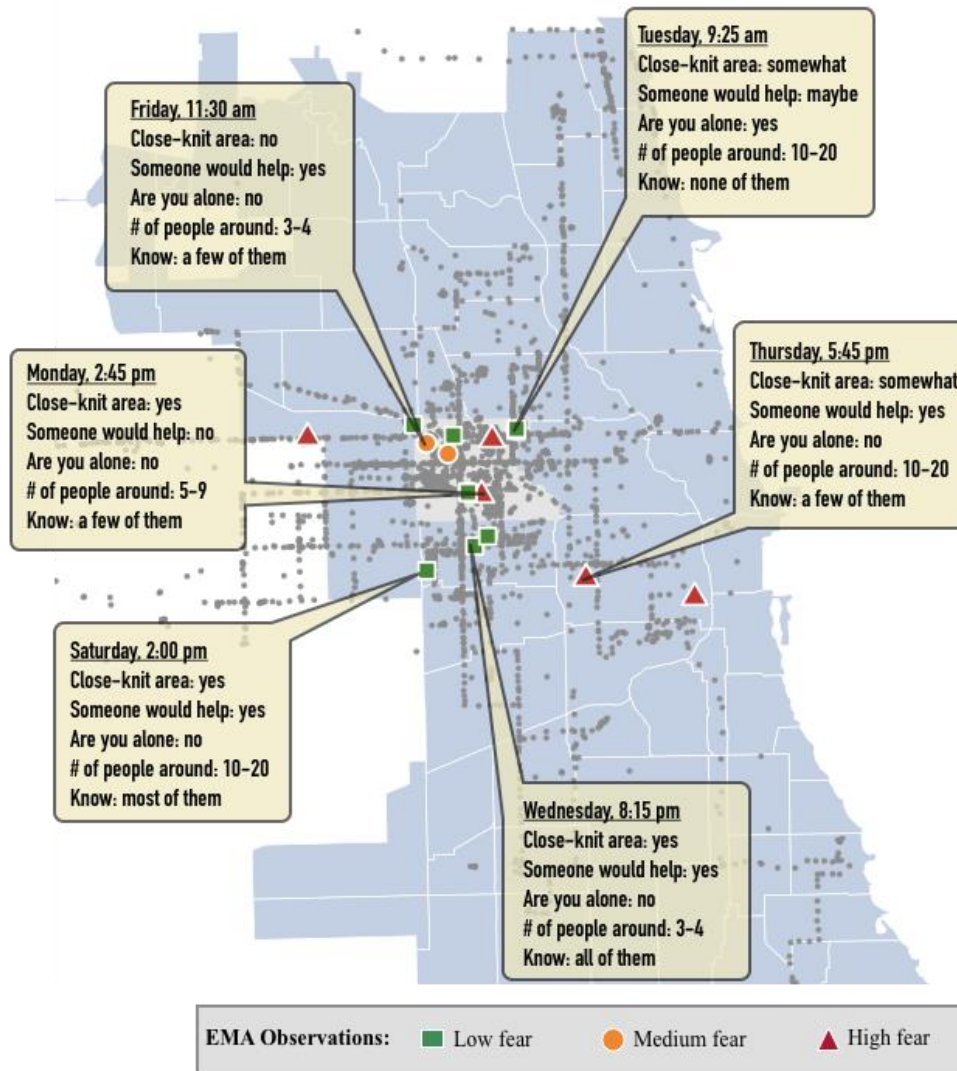 Tuesday, 9:25 am
Close-knit area: somewhat
Someone would help: maybe
Are you alone: yes
# of people around: 10-20
Know: none of them
Friday, 11:30 am
Close-knit area: no
Someone would help: yes
Are you alone: no
# of people around: 3-4
Know: a few of them
Monday, 2:45 pm
Close-knit area: yes
Someone would help: no
Are you alone: no
# of people around: 5-9
Know: a few of them
Thursday, 5:45 pm
Close-knit area: somewhat
Someone would help: yes
Are you alone: no
# of people around: 10-20
Know: a few of them
Saturday, 2:00 pm
Close-knit area: yes
Someone would help: yes
Are you alone: no
# of people around: 10-20
Know: most of them
Wednesday, 8:15 pm
Close-knit area: yes
Someone would help: yes
Are you alone: no
# of people around: 3-4
Know: all of them
EMA Observations: Low fear Medium fear High fear